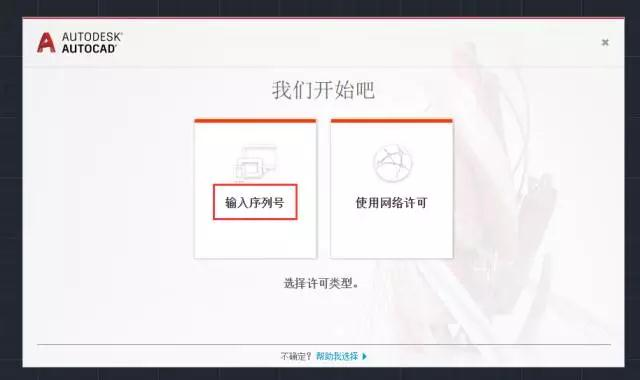 AUTODESK®
AUTOCAD®
我们开始吧
输入序列号
使用网络许可
选择许可类型。
不确定? 帮助我选择